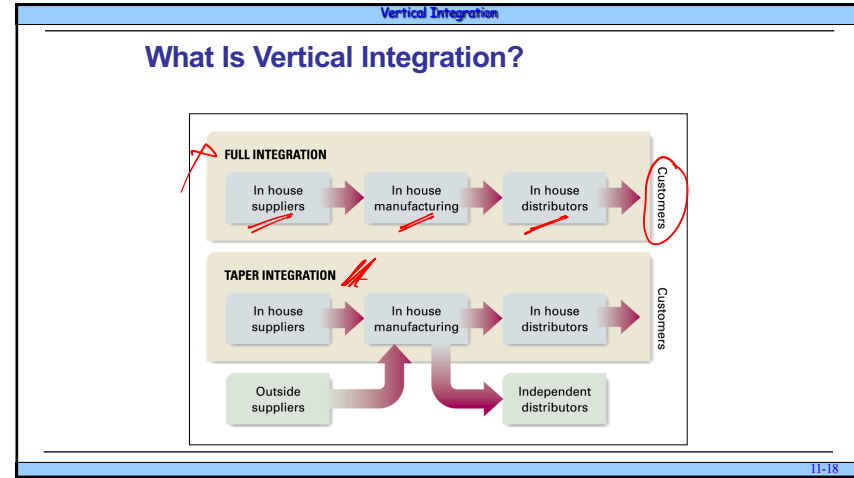 Vertical Integration
What Is Vertical Integration?
FULL INTEGRATION
In house
suppliers
In house
manufacturing
In house
distributors
Customers
TAPER INTEGRATION
In house
suppliers
In house
manufacturing
In house
distributors
Customers
Outside
suppliers
Independent
distributors
11-18